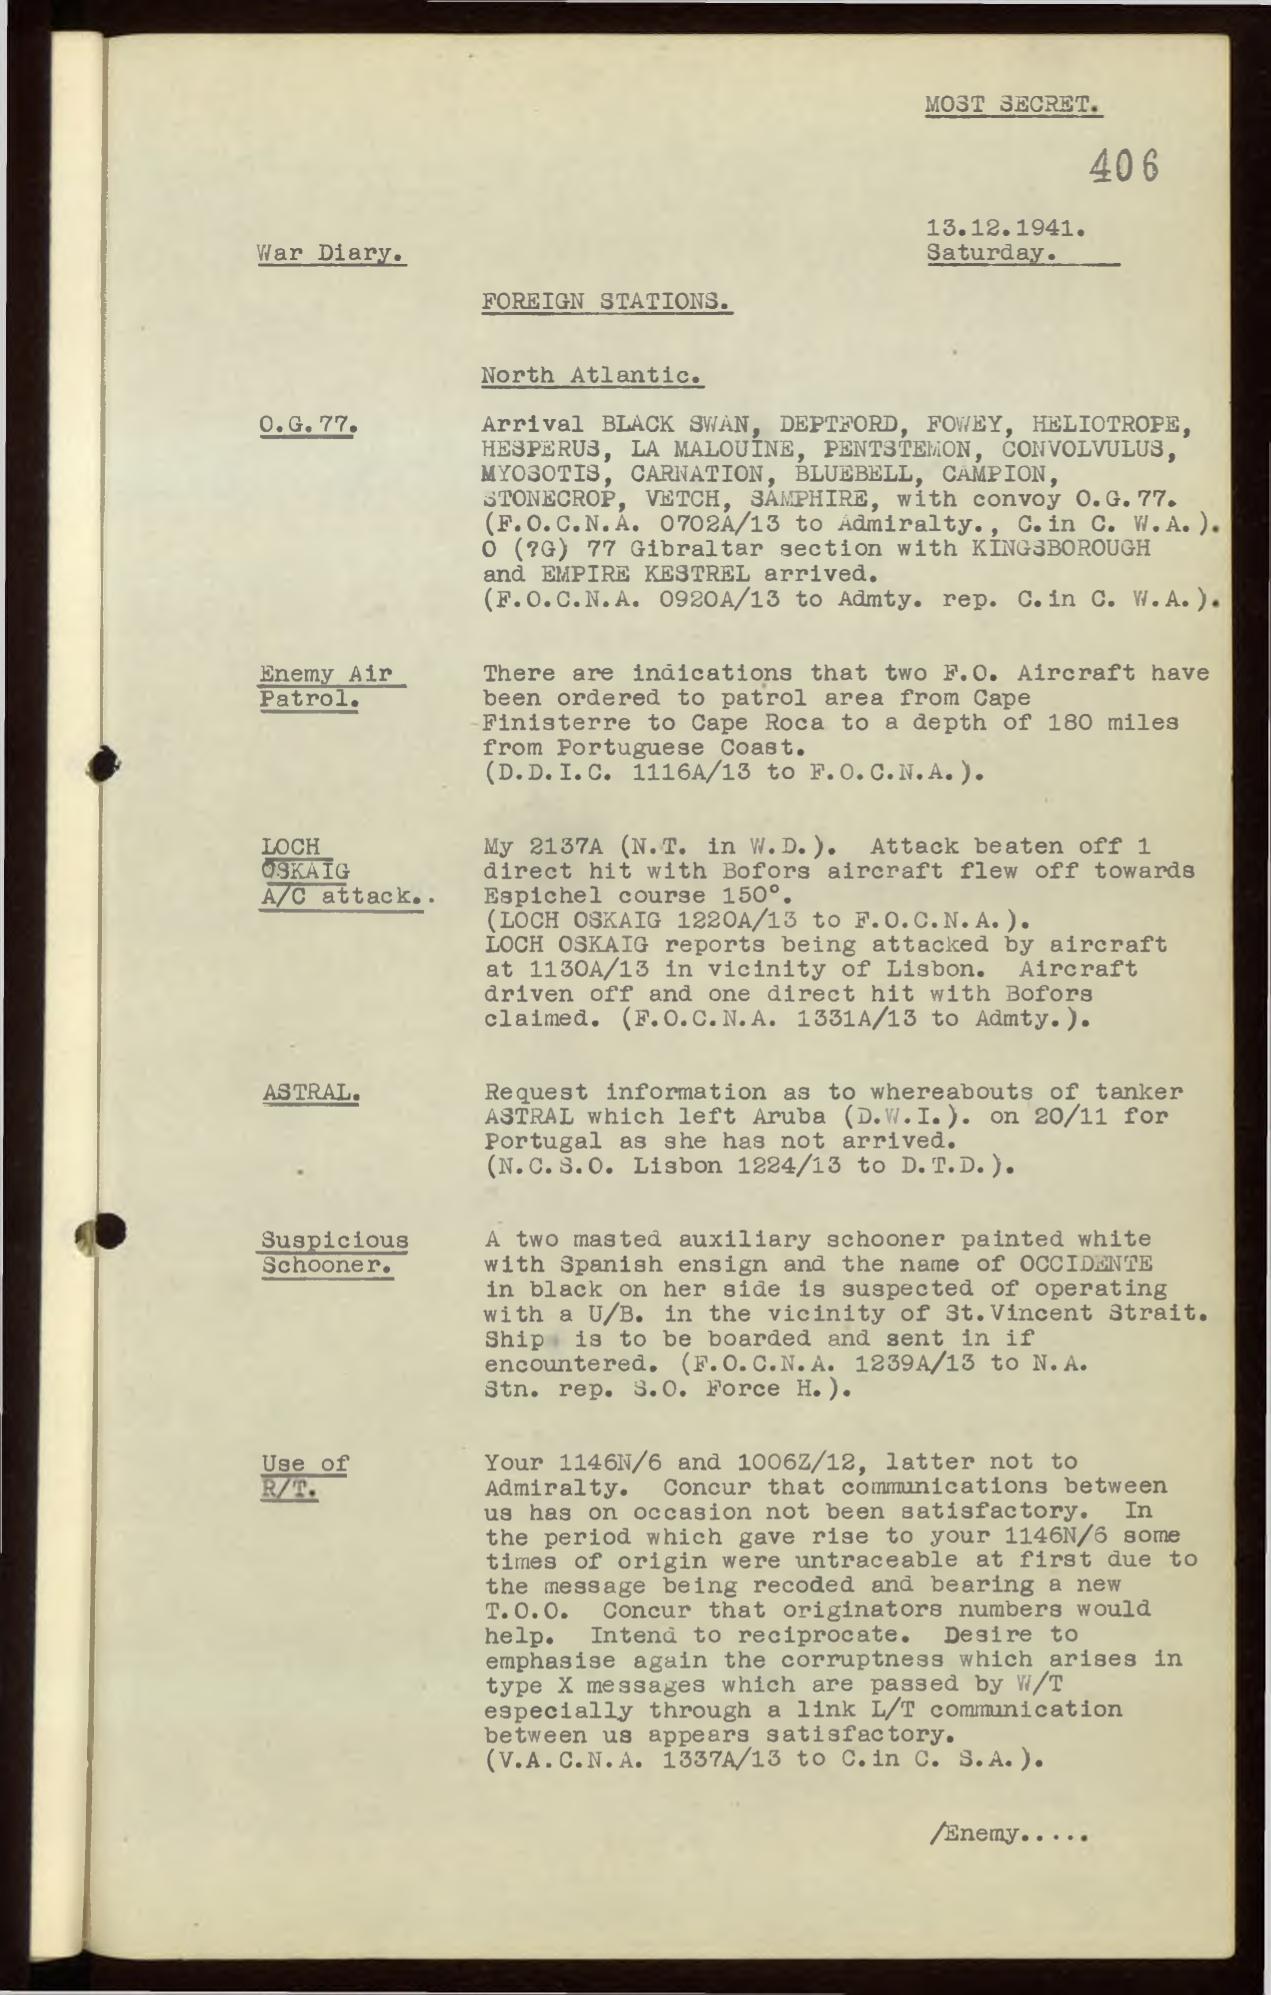 MOST SECRET.
406
13.12.1941.
War Diary.
Saturday.
FOREIGN STATIONS.
North Atlantic.
O.G.77. Arrival BLACK SWAN, DEPTFORD, FOWEY, HELIOTROPE,
HESPERUS, LA MALOUINE, PENTSTEMON, CONVOLVULUS,
MYOSOTIS, CARNATION, BLUEBELL, CAMPION,
STONECROP, VETCH, SAMPHIRE, with convoy O.G.77.
(F.O.C.N.A. 0702A/13 to Admiralty., C.in C. W.A.).
O (?G) 77 Gibraltar section with KINGSBOROUGH
and EMPIRE KESTREL arrived.
(F.O.C.N.A. 0920A/13 to Admty. rep. C.in C. W.A.).
Enemy Air There are indications that two F.O. Aircraft have
Patrol. been ordered to patrol area from Cape
Finisterre to Cape Roca to a depth of 180 miles
from Portuguese Coast.
(D.D.I.C. 1116A/13 to F.O.C.N.A.).
LOCH My 2137A (N.T. in W.D.). Attack beaten off 1
OSKAIG direct hit with Bofors aircraft flew off towards
A/C attack.. Espichel course 150°.
(LOCH OSKAIG 1220A/13 to F.O.C.N.A.).
LOCH OSKAIG reports being attacked by aircraft
at 1130A/13 in vicinity of Lisbon. Aircraft
driven off and one direct hit with Bofors
claimed. (F.O.C.N.A. 1331A/13 to Admty.).
ASTRAL. Request information as to whereabouts of tanker
ASTRAL which left Aruba (D.W.I.). on 20/11 for
Portugal as she has not arrived.
(N.C.S.O. Lisbon 1224/13 to D.T.D.).
Suspicious A two masted auxiliary schooner painted white
Schooner. with Spanish ensign and the name of OCCIDENTE
in black on her side is suspected of operating
with a U/B. in the vicinity of St.Vincent Strait.
Ship is to be boarded and sent in if
encountered. (F.O.C.N.A. 1239A/13 to N.A.
Stn. rep. S.O. Force H.).
Use of Your 1146N/6 and 1006Z/12, latter not to
R/T. Admiralty. Concur that communications between
us has on occasion not been satisfactory. In
the period which gave rise to your 1146N/6 some
times of origin were untraceable at first due to
the message being recoded and bearing a new
T.O.O. Concur that originators numbers would
help. Intend to reciprocate. Desire to
emphasise again the corruptness which arises in
type X messages which are passed by W/T
especially through a link L/T communication
between us appears satisfactory.
(V.A.C.N.A. 1337A/13 to C.in C. S.A.).
/Enemy.....